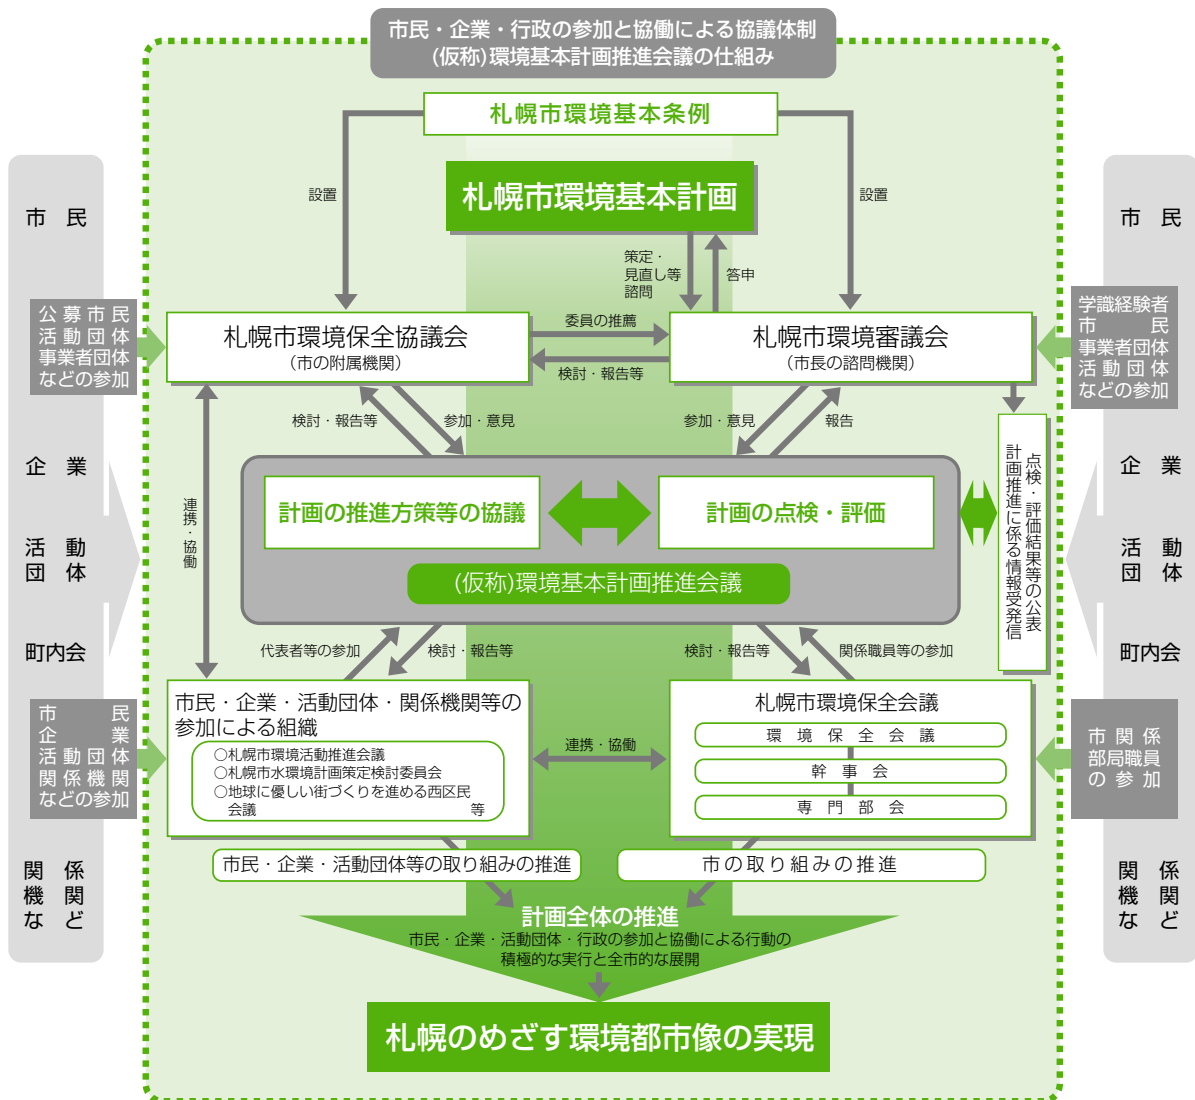 市民・企業・行政の参加と協働による協議体制
(仮称)環境基本計画推進会議の仕組み
札幌市環境基本条例
札幌市環境基本計画
設置
設置
策定・
見直し等
諮問
答申
市　民
企　業
活　動
団　体
町内会
関　係
機　関
な　ど
公募市民
活動団体
事業者団体
などの参加
札幌市環境保全協議会
(市の附属機関)
委員の推薦
検討・報告等
札幌市環境審議会
(市長の諮問機関)
学識経験者
市　民
事業者団体
活動団体
などの参加
市　民
企　業
活　動
団　体
町内会
関　係
機　関
な　ど
検討・報告等
参加・意見
参加・意見
報告
連携・協働
計画の推進方策等の協議
計画の点検・評価
(仮称)環境基本計画推進会議
点検・評価結果等の公表
計画推進に係る情報受発信
代表者等の参加
検討・報告等
検討・報告等
関係職員等の参加
市　民
企　業
活動団体
関係機関
などの参加
市民・企業・活動団体・関係機関等の
参加による組織
○札幌市環境活動推進会議
○札幌市水環境計画策定検討委員会
○地球に優しい街づくりを進める西区民
会議　等
連携・協働
札幌市環境保全会議
環境保全会議
幹事会
専門部会
市関係
部局職員
の参加
市民・企業・活動団体等の取り組みの推進
市の取り組みの推進
計画全体の推進
市民・企業・活動団体・行政の参加と協働による行動の
積極的な実行と全市的な展開
札幌のめざす環境都市像の実現